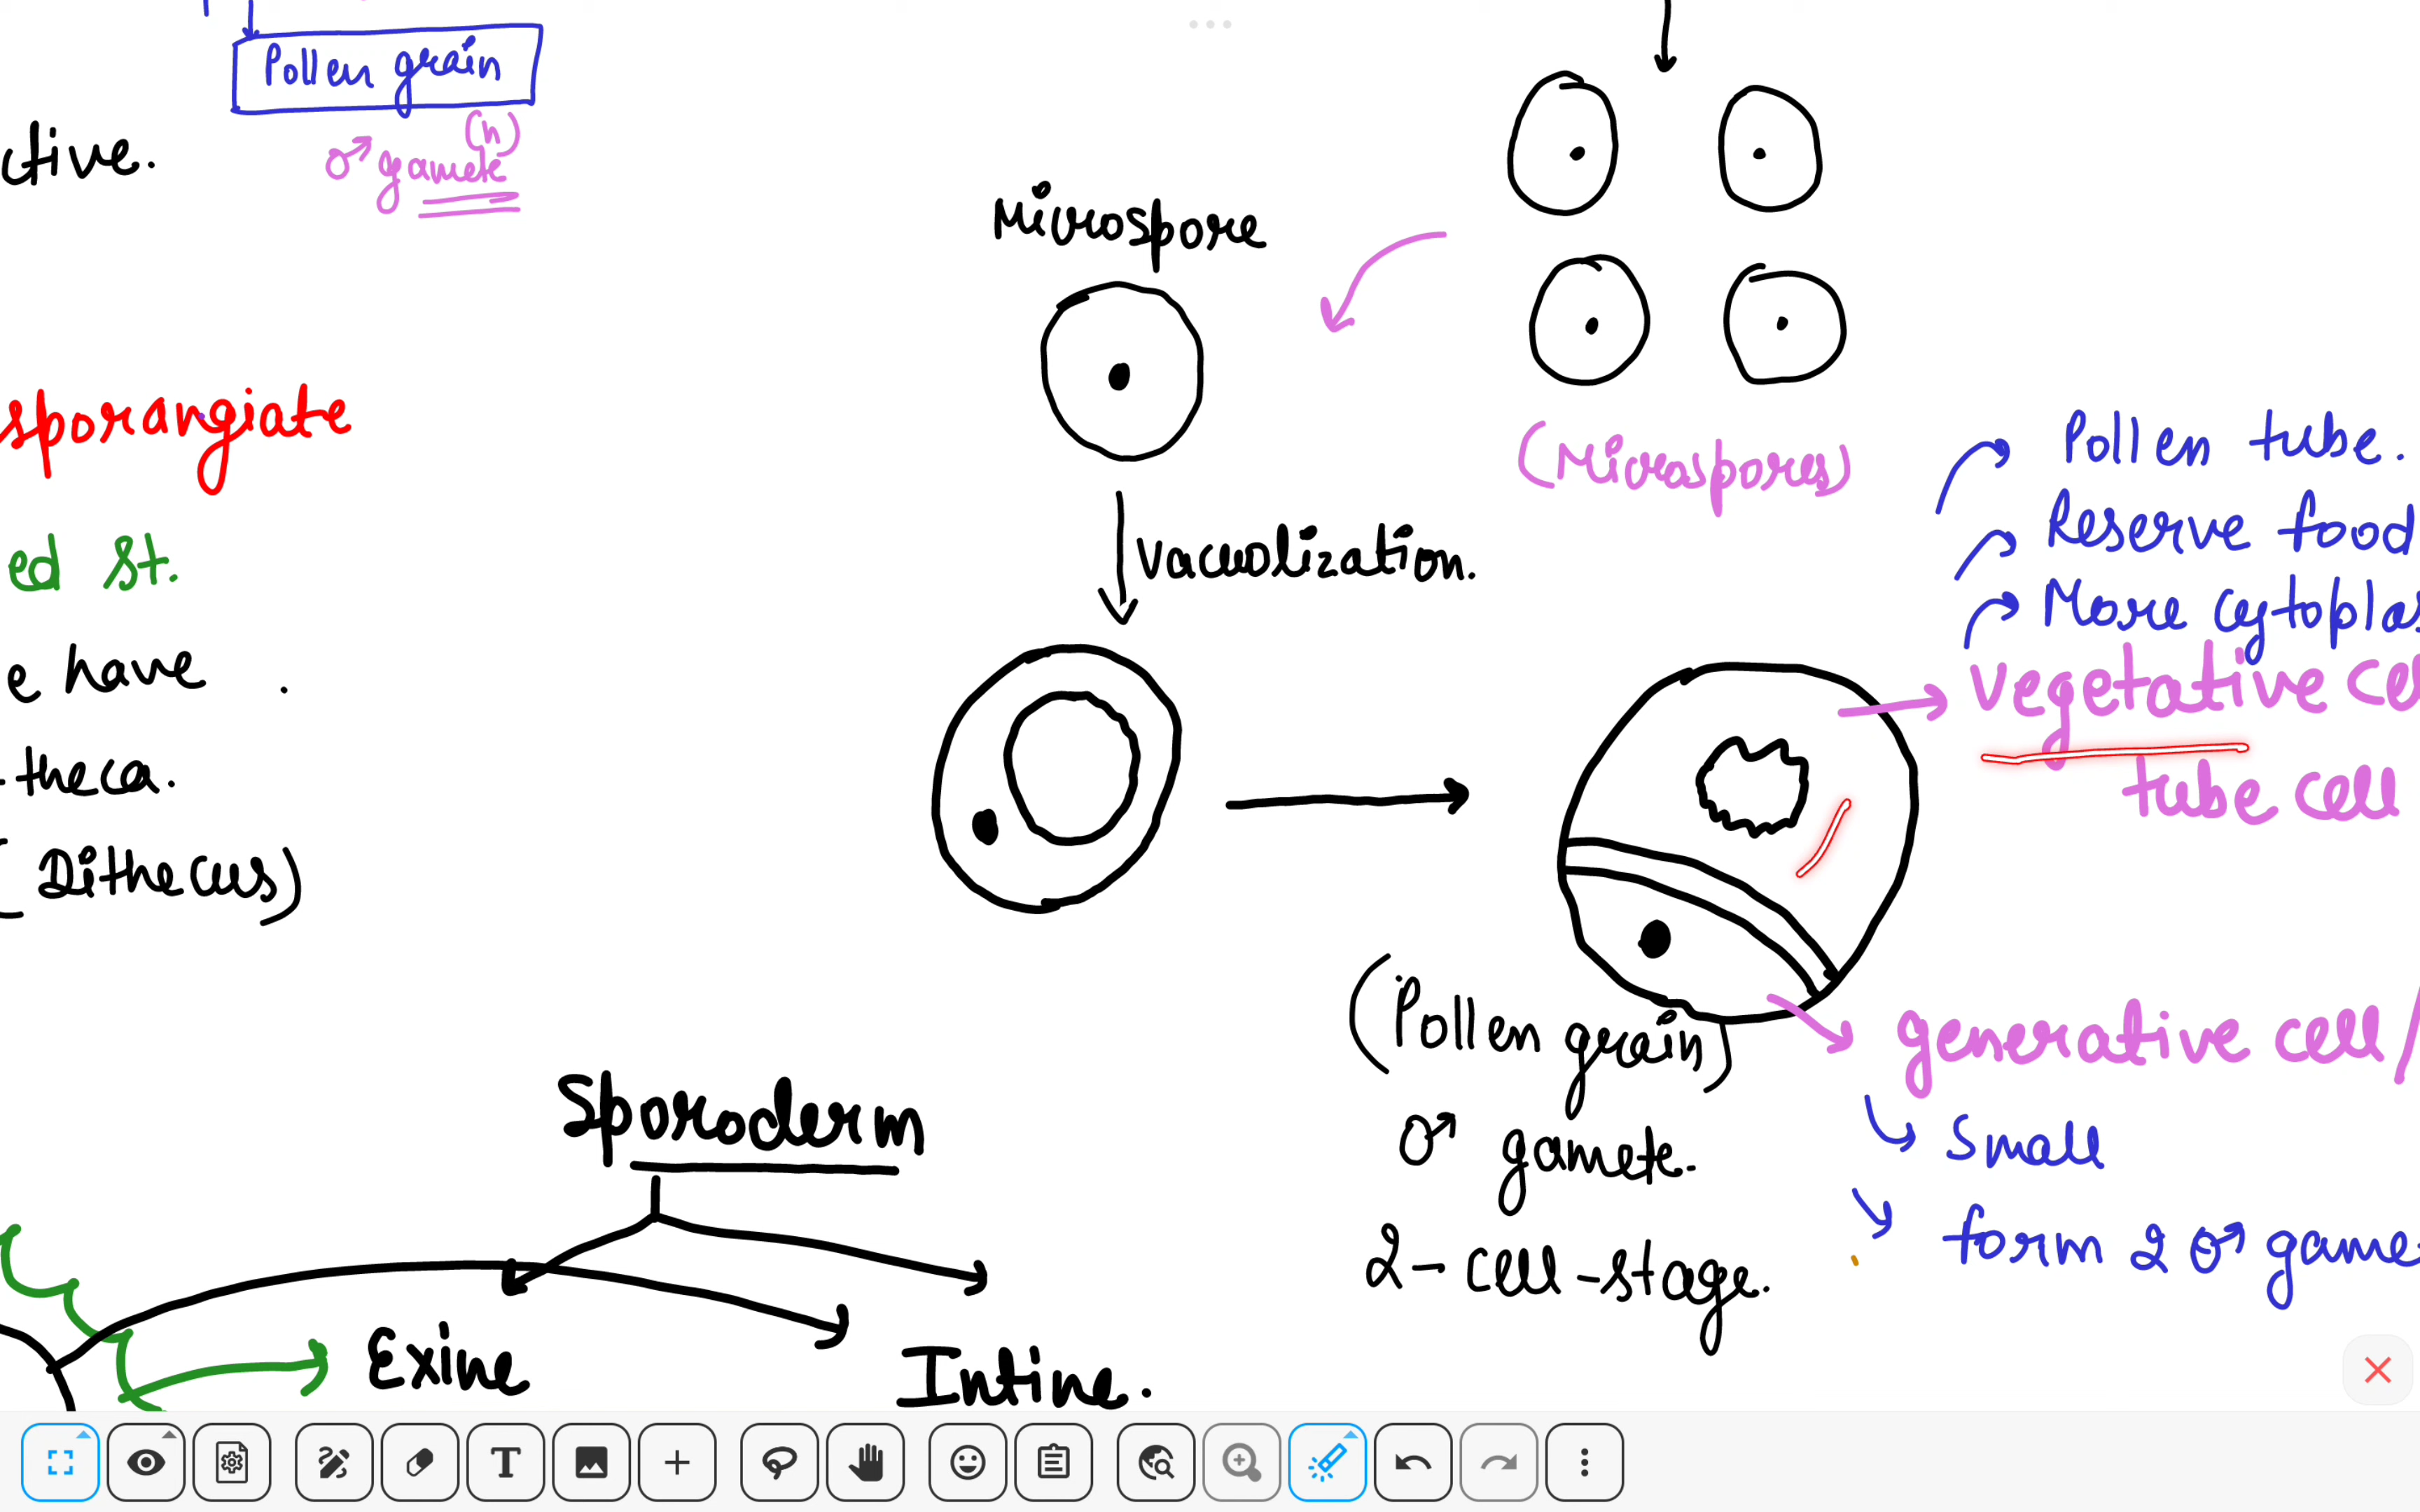 Pollen grain
(n)
♂ gamete
ctive.
Microspore
sporangiate
(Microspores)
Pollen tube.
Reserve food
More cytoplas
Vacuolization.
ed St.
e have .
vegetative ce
tube cell
theca.
(Dithecus)
(Pollen grain)
generative cell/
♂ gamete.
Small
2-cell-stage.
form 2 ♂ game
Sporoderm
Exine
Intine.
T